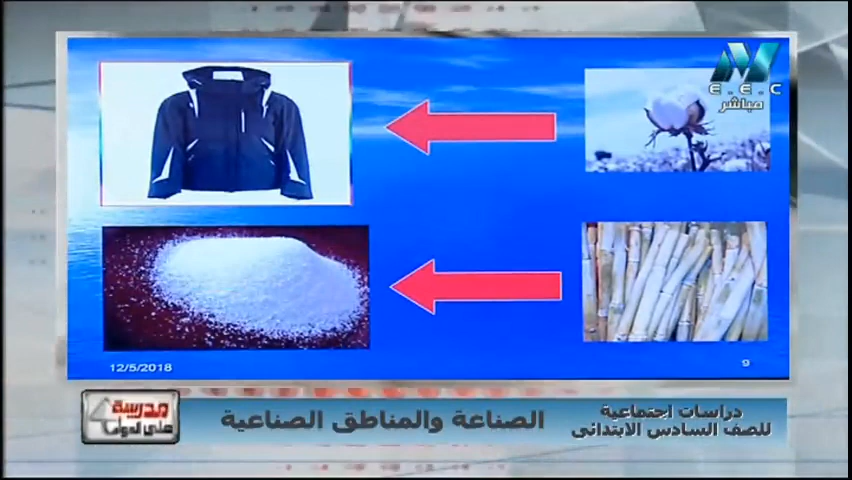 E.E.C
مباشر
12/5/2018
9
مدرسة
على الهواء
دراسات اجتماعية
للصف السادس الابتدائى
الصناعة والمناطق الصناعية